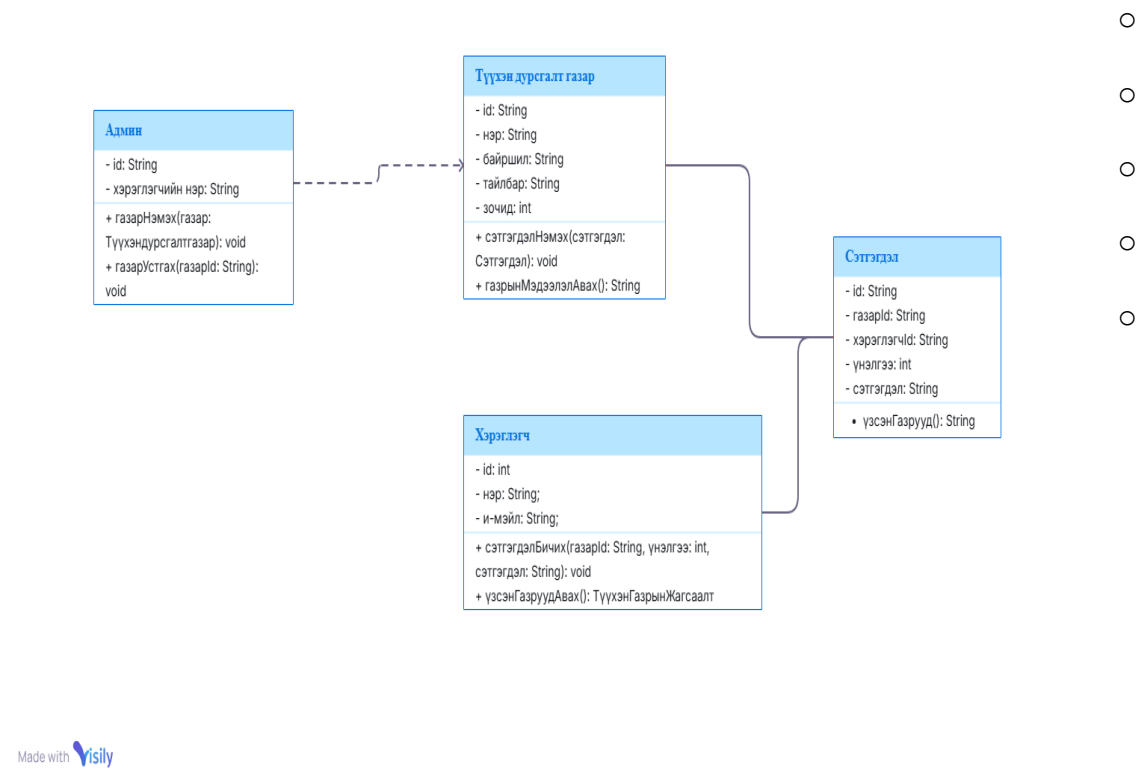 Админ
- id: String
- хэрэглэгчийн нэр: String
+ газарНэмэх(газар:
Түүхэндурсгалтгазар): void
+ газарУстгах(газарId: String):
void
Түүхэн дурсгалт газар
- id: String
- нэр: String
- байршил: String
- тайлбар: String
- зочид: int
+ сэтгэгдэлНэмэх(сэтгэгдэл:
Сэтгэгдэл): void
+ газрынМэдээлэлАвах(): String
Сэтгэгдэл
- id: String
- газарId: String
- хэрэглэгчId: String
- үнэлгээ: int
- сэтгэгдэл: String
• үзсэнГазрууд(): String
Хэрэглэгч
- id: int
- нэр: String;
- и-мэйл: String;
+ сэтгэгдэлБичих(газарId: String, үнэлгээ: int,
сэтгэгдэл: String): void
+ үзсэнГазруудАвах(): ТүүхэнГазрынЖагсаалт
Made with Visily